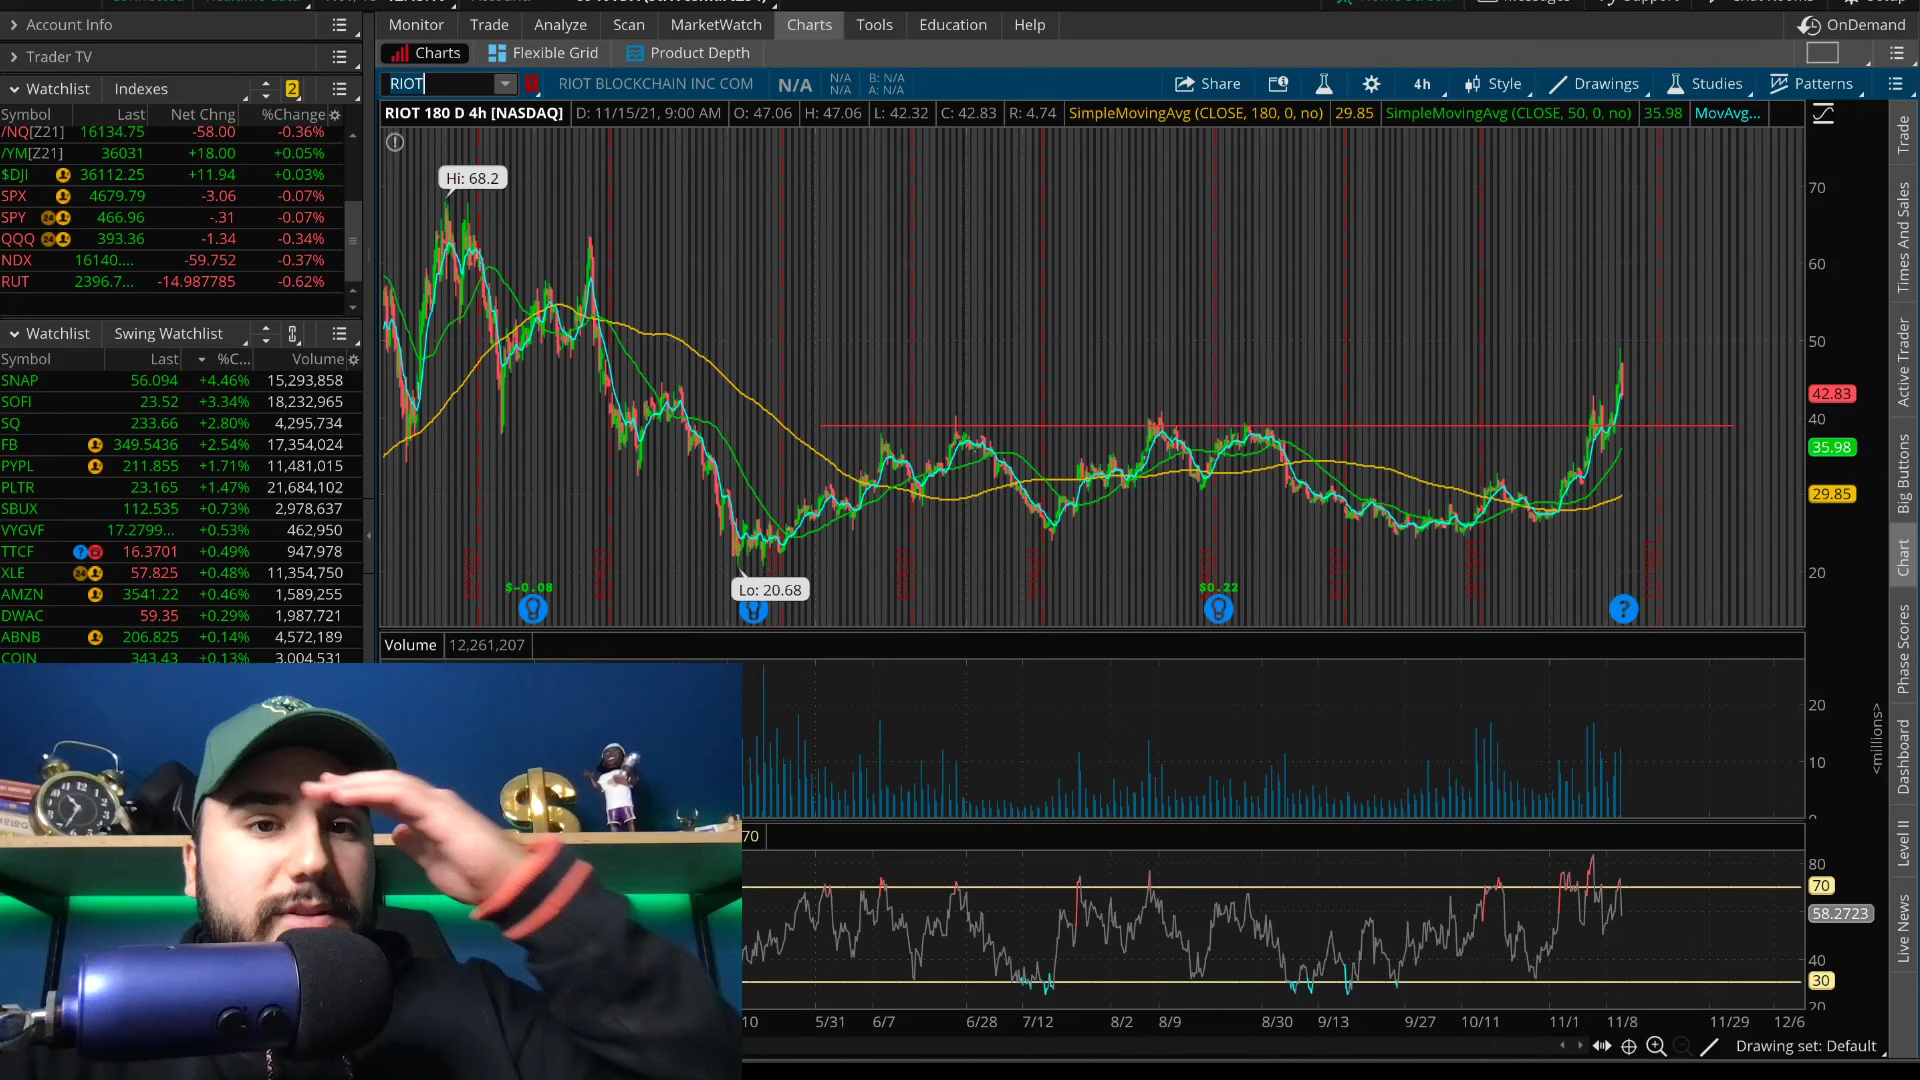 Account Info
Monitor Trade Analyze Scan MarketWatch Charts Tools Education Help OnDemand
Trader TV
Charts Flexible Grid Product Depth
Watchlist Indexes 2
RIOT RIOT BLOCKCHAIN INC COM N/A N/A N/A B: N/A A: N/A Share 4h Style Drawings Studies Patterns
Symbol Last Net Chng %Change
RIOT 180 D 4h [NASDAQ] D: 11/15/21, 9:00 AM O: 47.06 H: 47.06 L: 42.32 C: 42.83 R: 4.74 SimpleMovingAvg (CLOSE, 180, 0, no) 29.85 SimpleMovingAvg (CLOSE, 50, 0, no) 35.98 MovAvg...
/NQ[Z21] 16134.75 -58.00 -0.36%
/YM[Z21] 36031 +18.00 +0.05%
$DJI 36112.25 +11.94 +0.03%
SPX 4679.79 -3.06 -0.07%
SPY 466.96 -.31 -0.07%
QQQ 393.36 -1.34 -0.34%
NDX 16140.... -59.752 -0.37%
RUT 2396.7... -14.987785 -0.62%
Watchlist Swing Watchlist
Symbol Last %C... Volume
SNAP 56.094 +4.46% 15,293,858
SOFI 23.52 +3.34% 18,232,965
SQ 233.66 +2.80% 4,295,734
FB 349.5436 +2.54% 17,354,024
PYPL 211.855 +1.71% 11,481,015
PLTR 23.165 +1.47% 21,684,102
SBUX 112.535 +0.73% 2,978,637
VYGVF 17.2799... +0.53% 462,950
TTCF 16.3701 +0.49% 947,978
XLE 57.825 +0.48% 11,354,750
AMZN 3541.22 +0.46% 1,589,255
DWAC 59.35 +0.29% 1,987,721
ABNB 206.825 +0.14% 4,572,189
COIN 343.43 +0.13% 3,004,531
Hi: 68.2
70
60
50
42.83
40
35.98
29.85
20
$-0.08
Lo: 20.68
$0.22
?
Volume 12,261,207
20
10
<millions>
70
80
70
58.2723
40
30
20
10 5/31 6/7 6/28 7/12 8/2 8/9 8/30 9/13 9/27 10/11 11/1 11/8 11/29 12/6
Drawing set: Default
Trade
Times And Sales
Active Trader
Big Buttons
Chart
Phase Scores
Dashboard
Level II
Live News